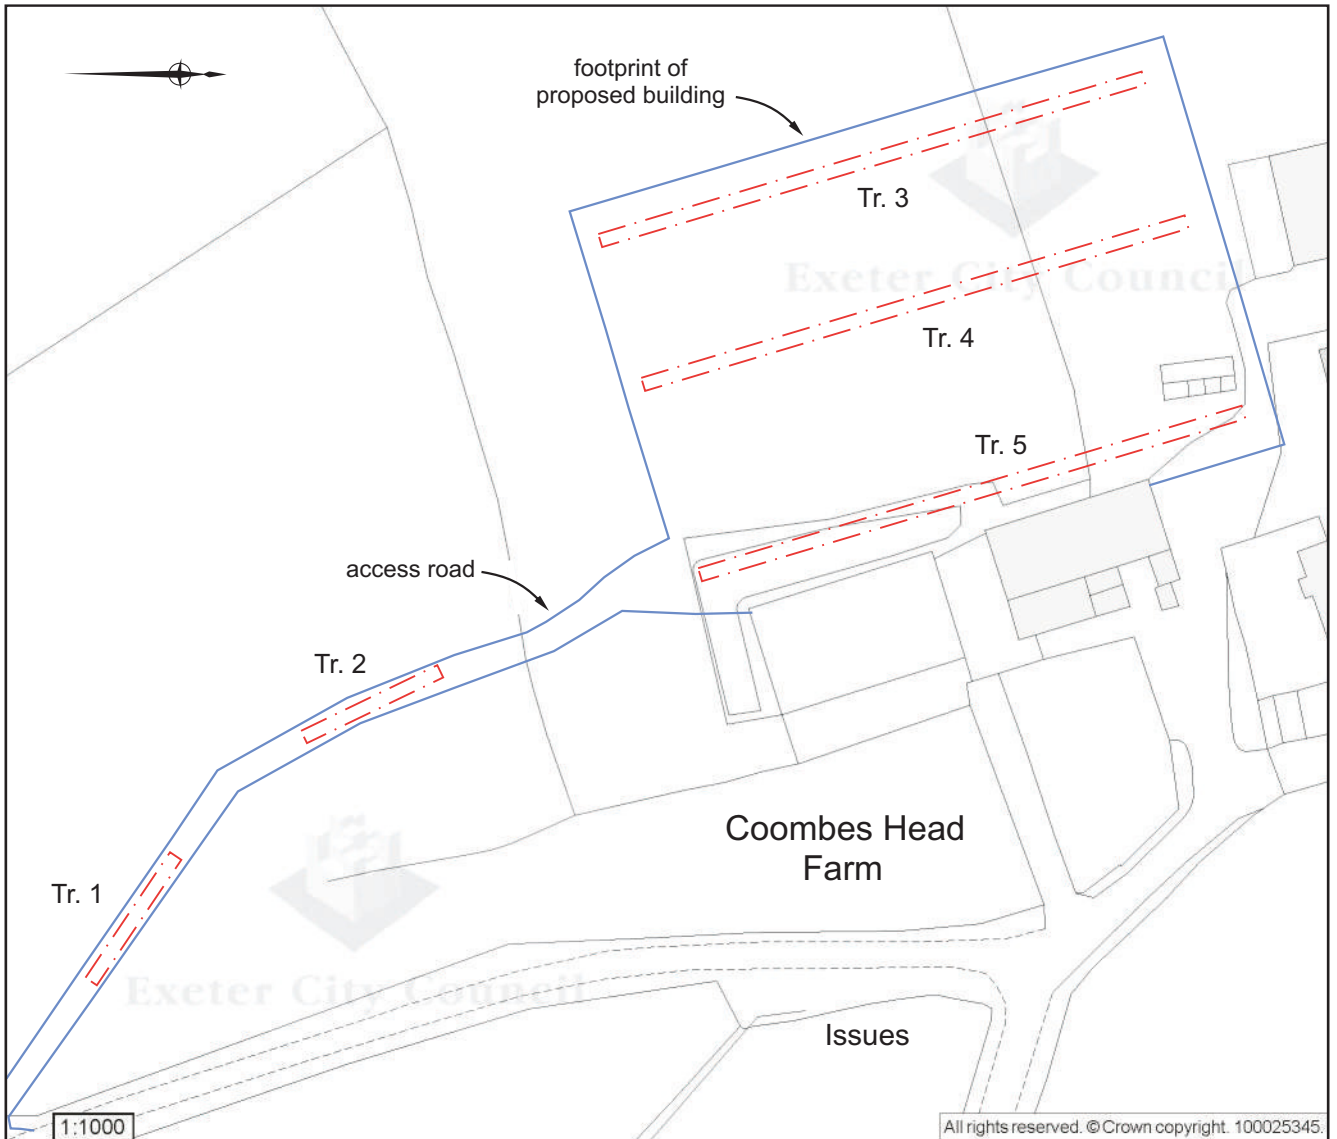 footprint of
proposed building
Tr. 3
Exeter City Council
Tr. 4
Tr. 5
access road
Tr. 2
Coombes Head
Farm
Tr. 1
Exeter City Council
Issues
1:1000
All rights reserved. © Crown copyright. 100025345.